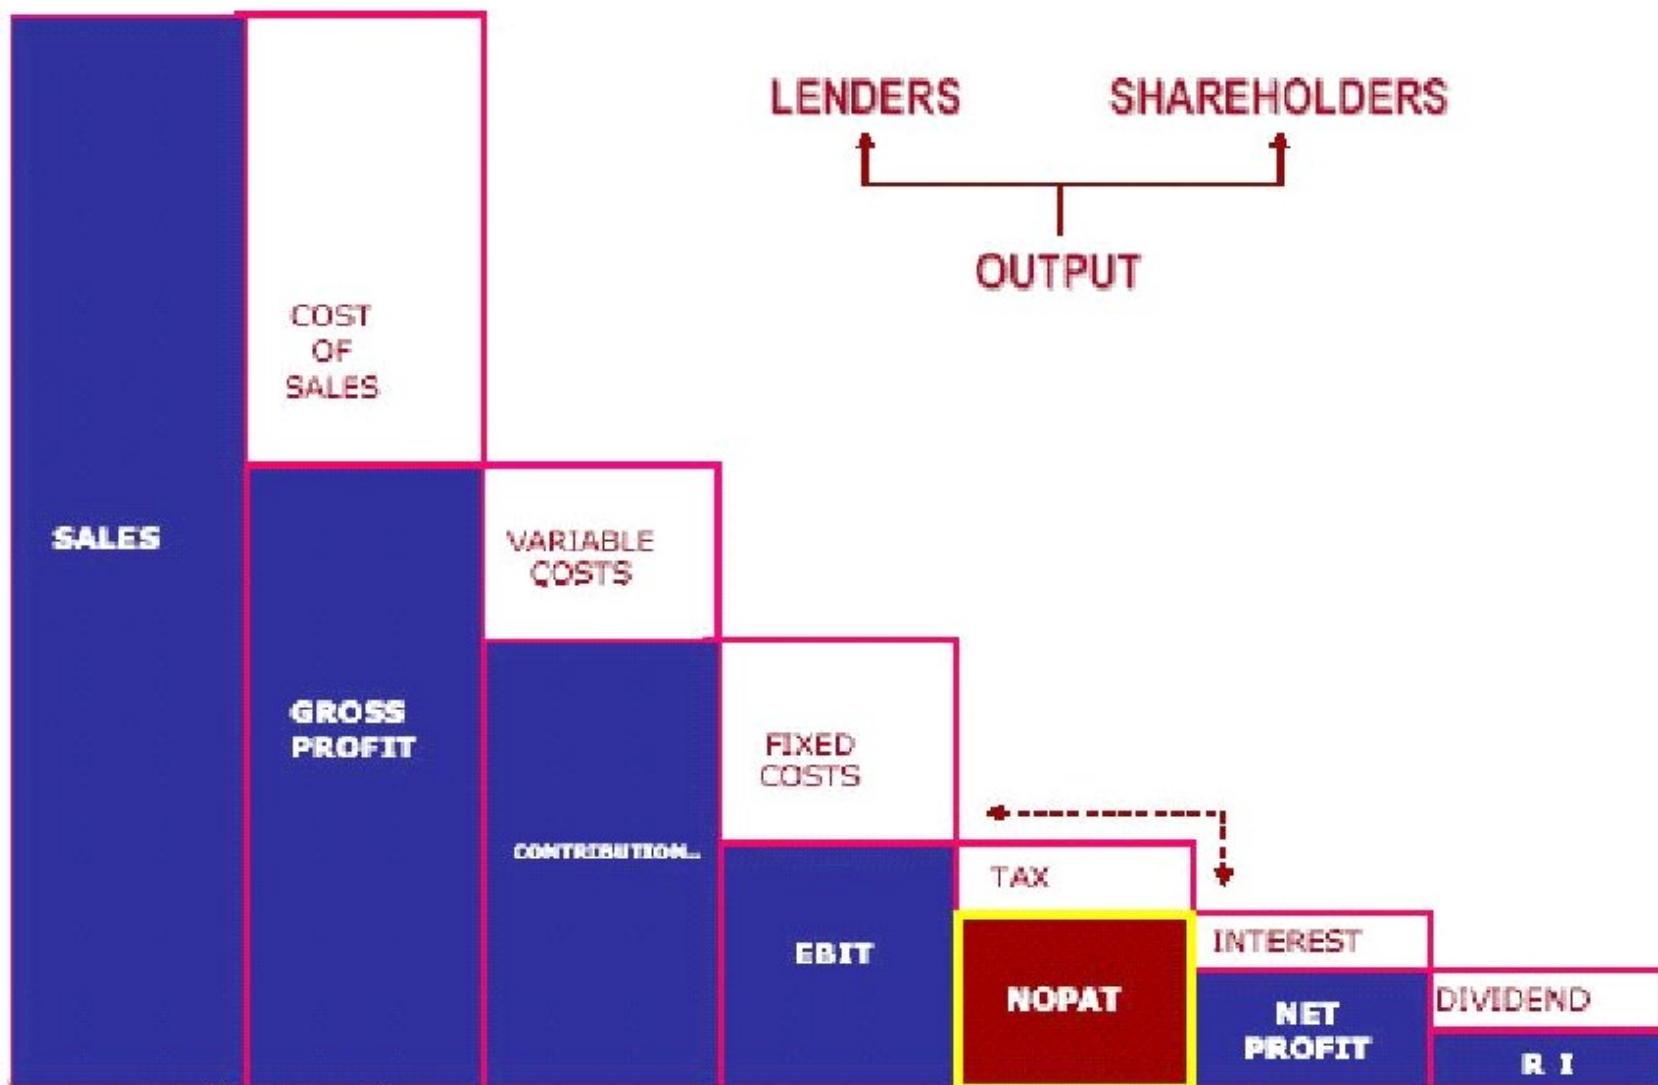 LENDERS
SHAREHOLDERS
OUTPUT
COST
OF
SALES
SALES
VARIABLE
COSTS
GROSS
PROFIT
FIXED
COSTS
CONTRIBUTION..
TAX
EBIT
INTEREST
NOPAT
NET
PROFIT
DIVIDEND
R I